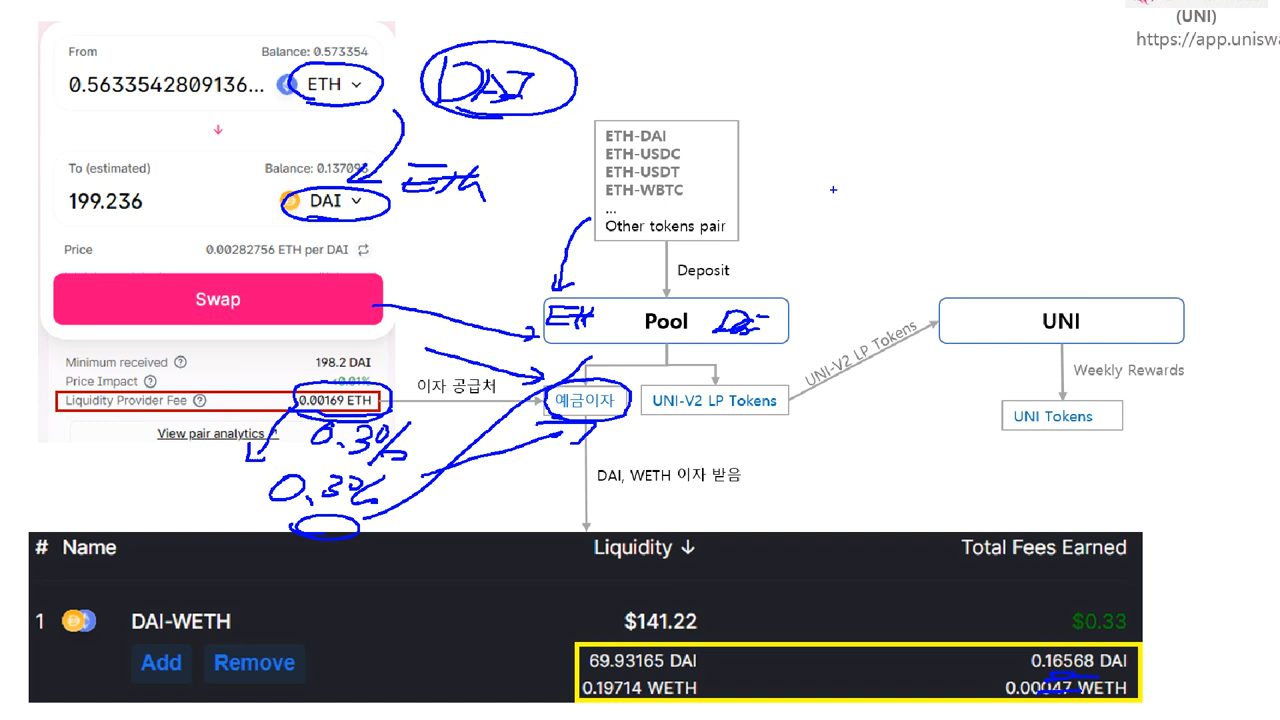 (UNI)
https://app.uniswa
From
Balance: 0.573354
0.5633542809136...
ETH
DAI
To (estimated)
Balance: 0.137093
Eth
199.236
DAI
Price
0.00282756 ETH per DAI
Swap
Minimum received
198.2 DAI
Price Impact
<0.01%
Liquidity Provider Fee
0.00169 ETH
View pair analytics
0.3%
0.3%
이자 공급처
ETH-DAI
ETH-USDC
ETH-USDT
ETH-WBTC
...
Other tokens pair
Deposit
Eth
Pool
예금이자
UNI-V2 LP Tokens
UNI-V2 LP Tokens
UNI
Weekly Rewards
UNI Tokens
DAI, WETH 이자 받음
# Name
Liquidity ↓
Total Fees Earned
1
DAI-WETH
$141.22
$0.33
Add
Remove
69.93165 DAI
0.16568 DAI
0.19714 WETH
0.00047 WETH